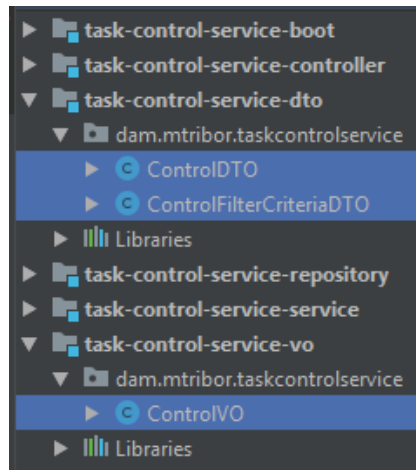 task-control-service-boot
task-control-service-controller
task-control-service-dto
dam.mtribor.taskcontrolservice
C ControlDTO
C ControlFilterCriteriaDTO
Libraries
task-control-service-repository
task-control-service-service
task-control-service-vo
dam.mtribor.taskcontrolservice
C ControlVO
Libraries